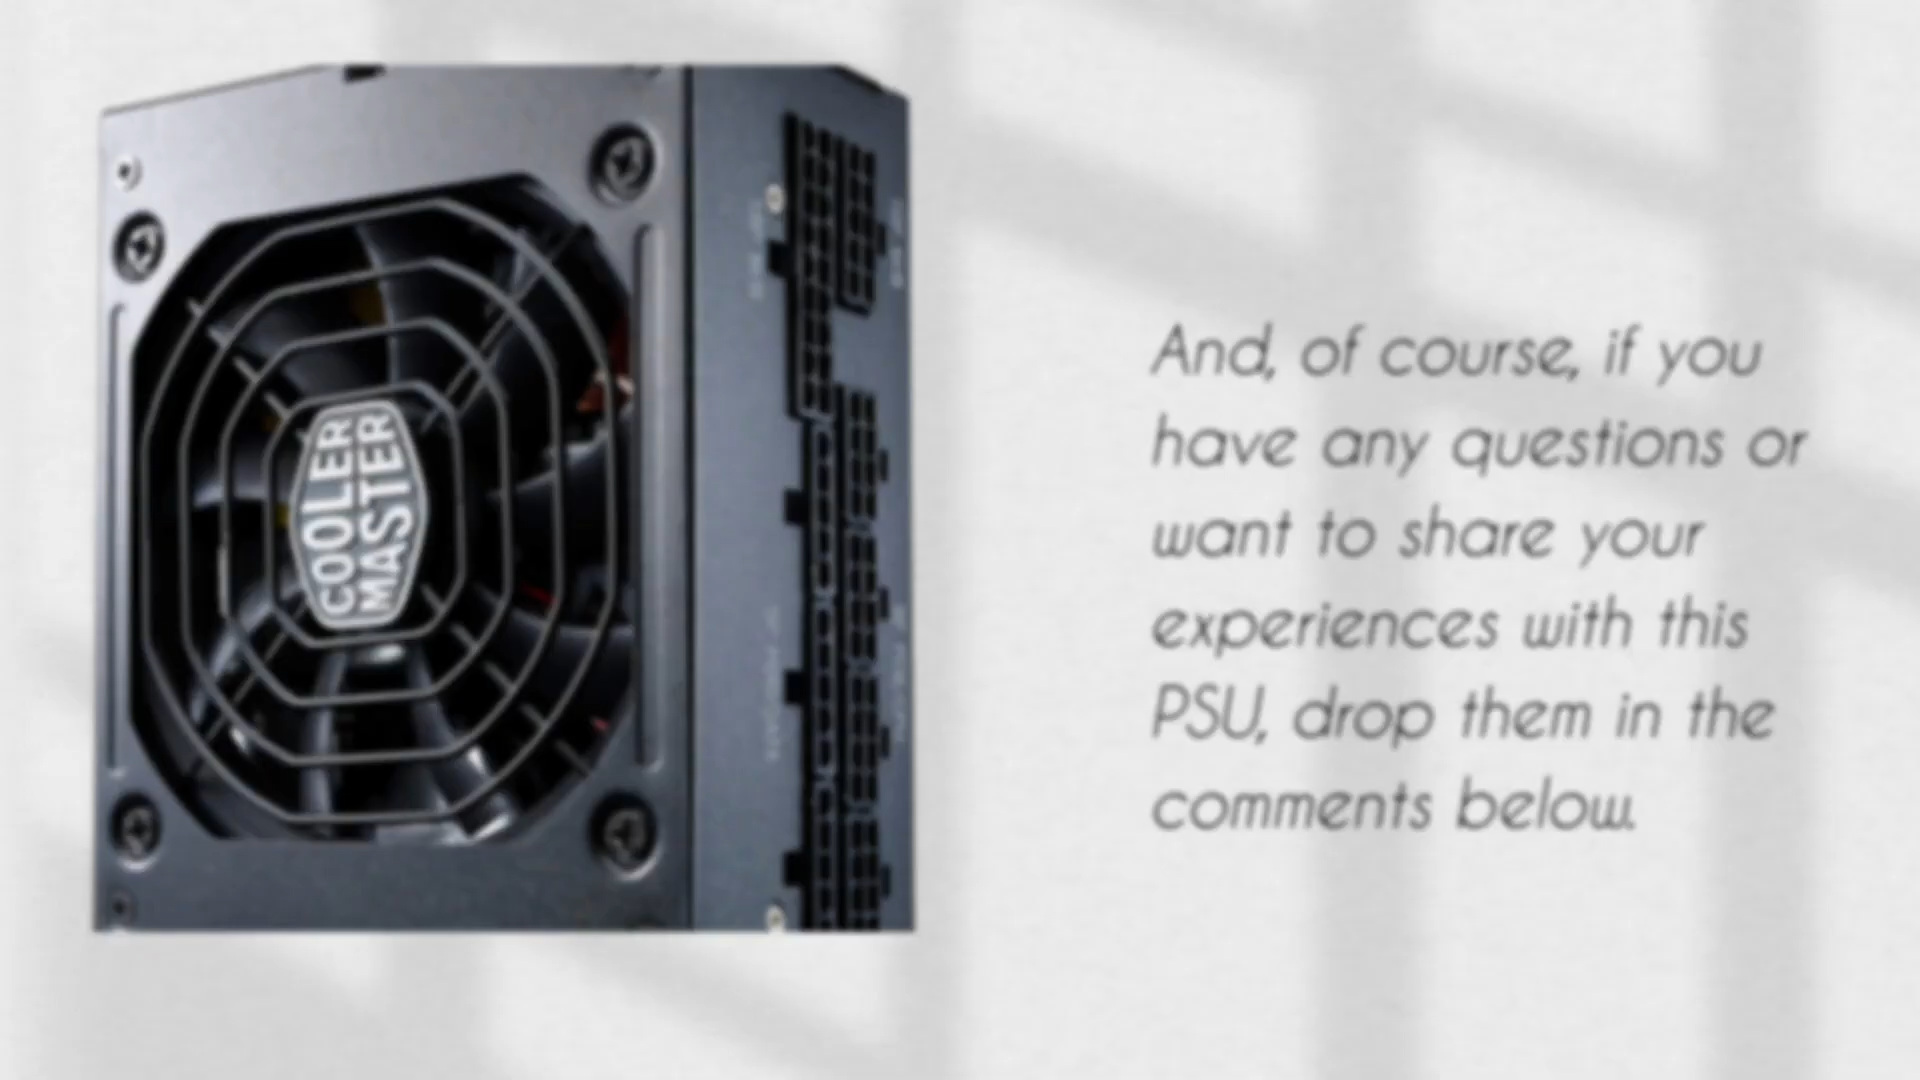 COOLER
MASTER
And, of course, if you
have any questions or
want to share your
experiences with this
PSU, drop them in the
comments below.